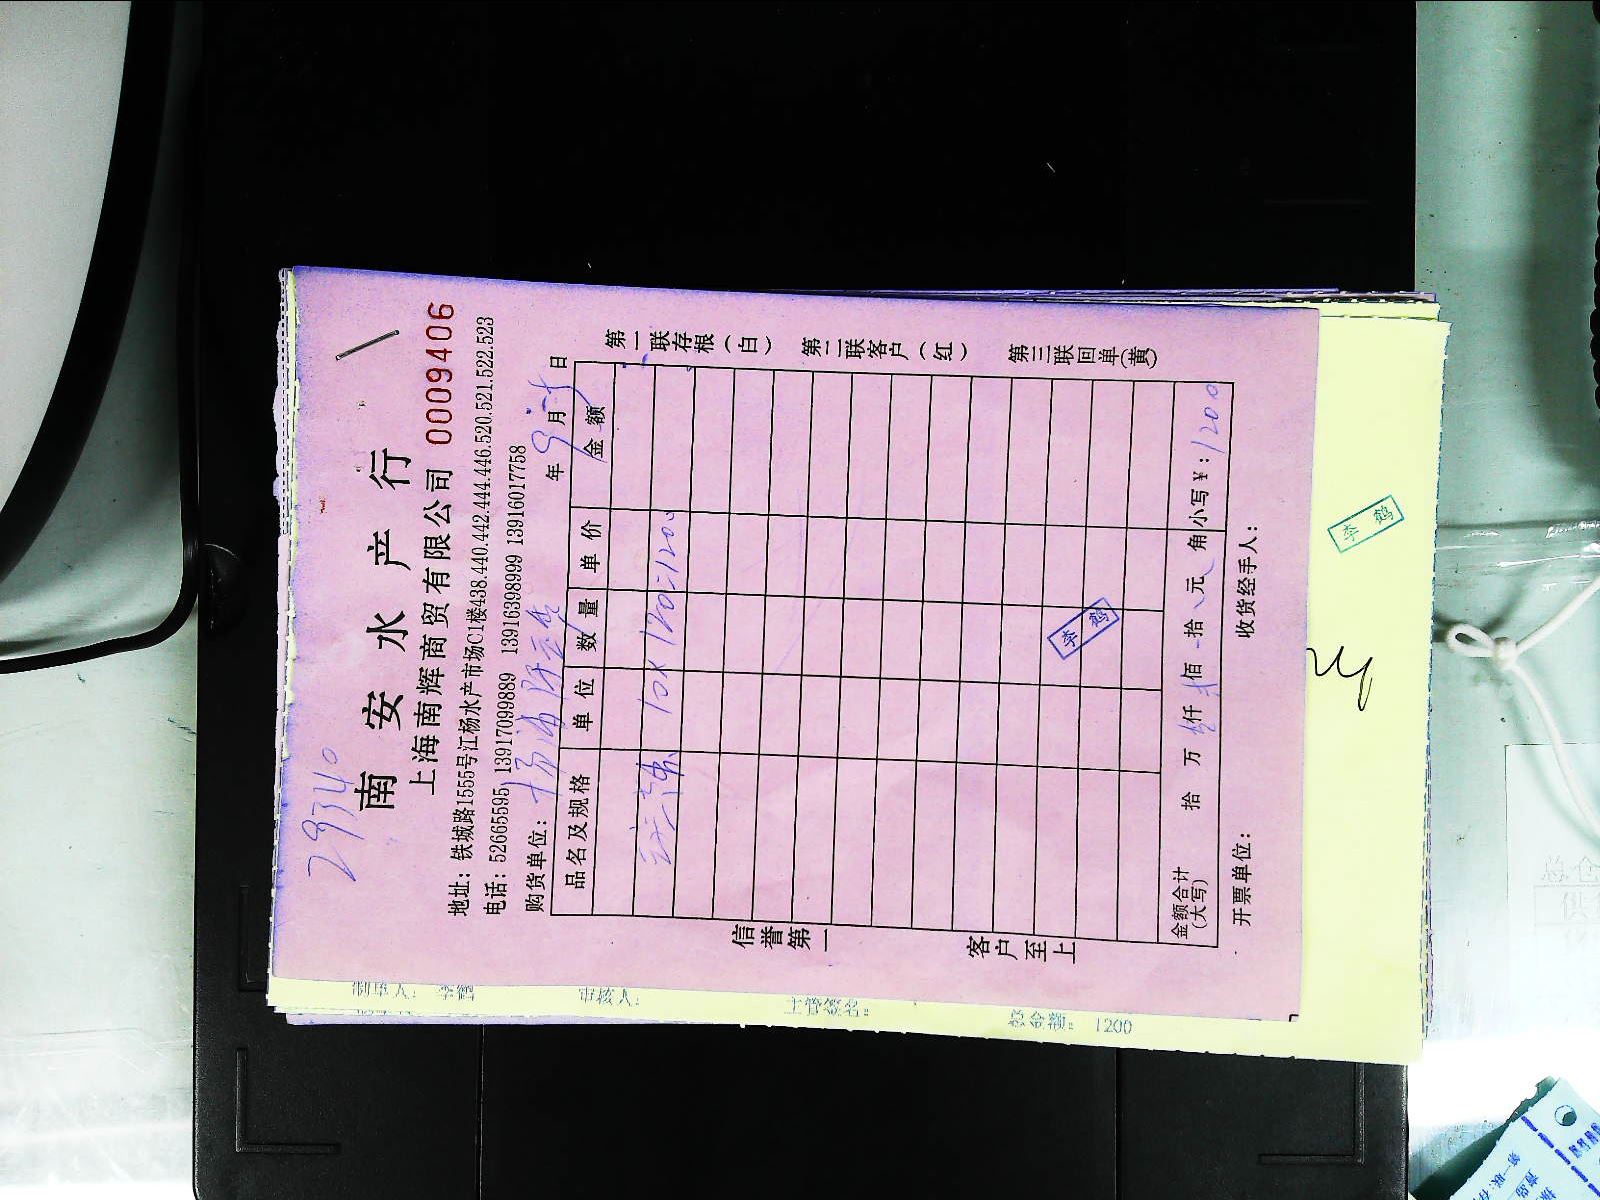 29340
南安水产行
上海南辉商贸有限公司 0009406
地址：铁城路1555号江杨水产市场C1楼438.440.442.444.446.520.521.522.523
电话：52665595 13917099889 13916398999 13916017758
购货单位： 年 9 月 日
品名及规格 单位 数量 单价 金额
10×120=1200
李鹤
金额合计(大写) 拾 万 仟 佰 拾 元 角 小写¥：1200
开票单位： 收货经手人：
信誉第一
客户至上
第一联存根（白）
第二联客户（红）
第三联回单（黄）
李鹤
制单人： 李鹤 审核人： 主管签名： 总金额： 1200